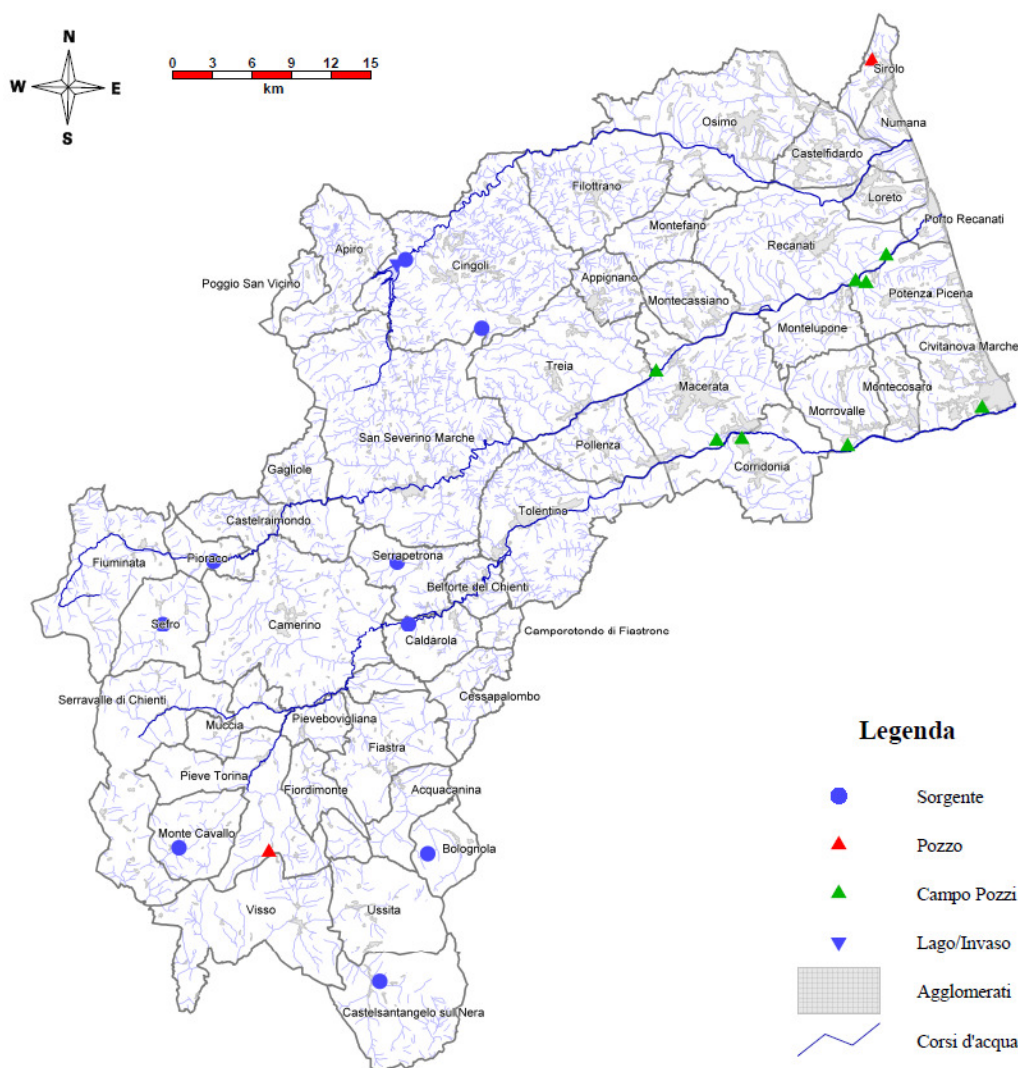 N
W E
S
0 3 6 9 12 15
km
Sirolo
Numana
Osimo
Castelfidardo
Filottrano
Loreto
Montefano
Porto Recanati
Recanati
Apiro
Cingoli
Poggio San Vicino
Appignano
Montecassiano
Potenza Picena
Montelupone
Civitanova Marche
Treia
Macerata
Montecosaro
Morrovalle
San Severino Marche
Pollenza
Gagliole
Corridonia
Castelraimondo
Tolentino
Pioraco
Serrapetrona
Fiuminata
Belforte del Chienti
Sefro
Camerino
Caldarola
Camporotondo di Fiastrone
Serravalle di Chienti
Cessapalombo
Muccia
Pievebovigliana
Fiastra
Pieve Torina
Fiordimonte
Acquacanina
Monte Cavallo
Bolognola
Visso
Ussita
Castelsantangelo sul Nera
Legenda
Sorgente
Pozzo
Campo Pozzi
Lago/Invaso
Agglomerati
Corsi d'acqua